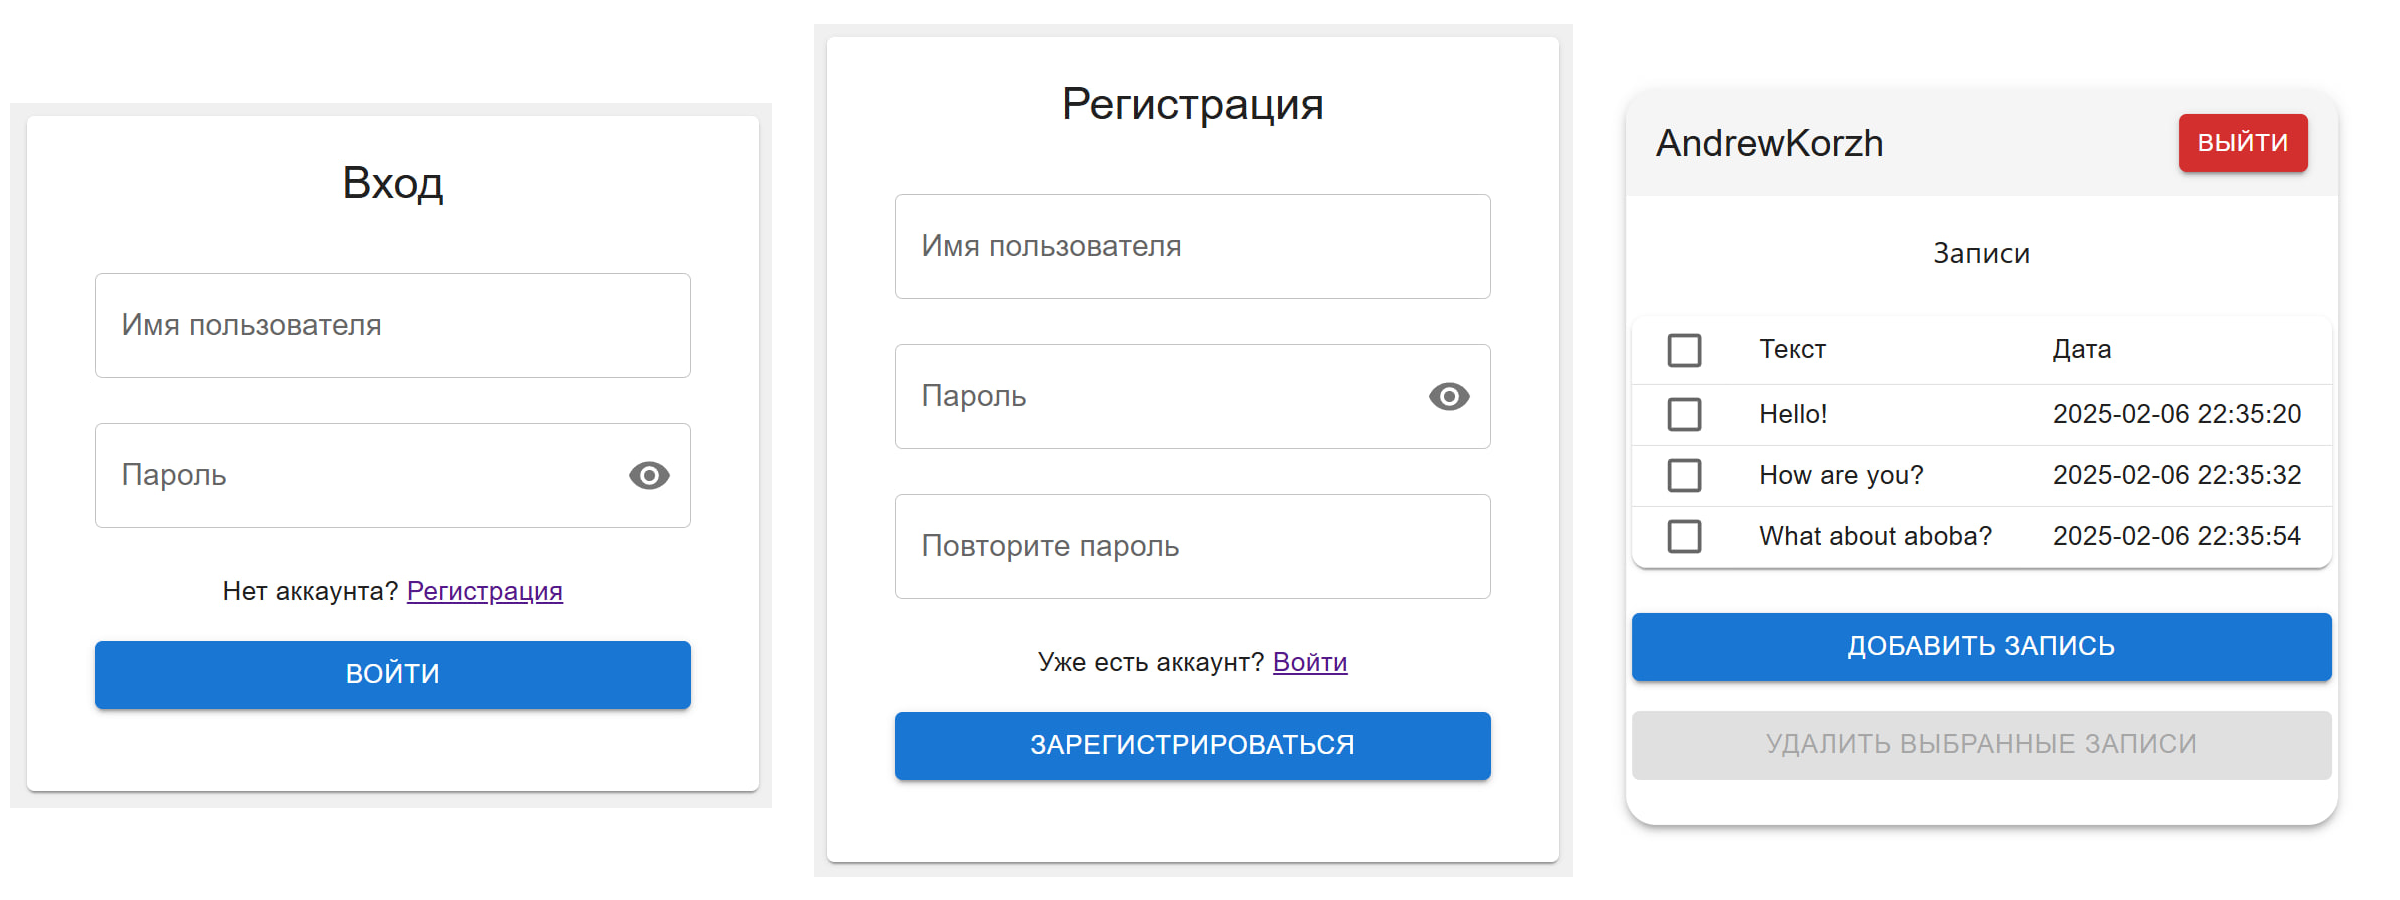 Вход
Имя пользователя
Пароль
Нет аккаунта? Регистрация
ВОЙТИ
Регистрация
Имя пользователя
Пароль
Повторите пароль
Уже есть аккаунт? Войти
ЗАРЕГИСТРИРОВАТЬСЯ
AndrewKorzh ВЫЙТИ
Записи
Текст Дата
Hello! 2025-02-06 22:35:20
How are you? 2025-02-06 22:35:32
What about aboba? 2025-02-06 22:35:54
ДОБАВИТЬ ЗАПИСЬ
УДАЛИТЬ ВЫБРАННЫЕ ЗАПИСИ